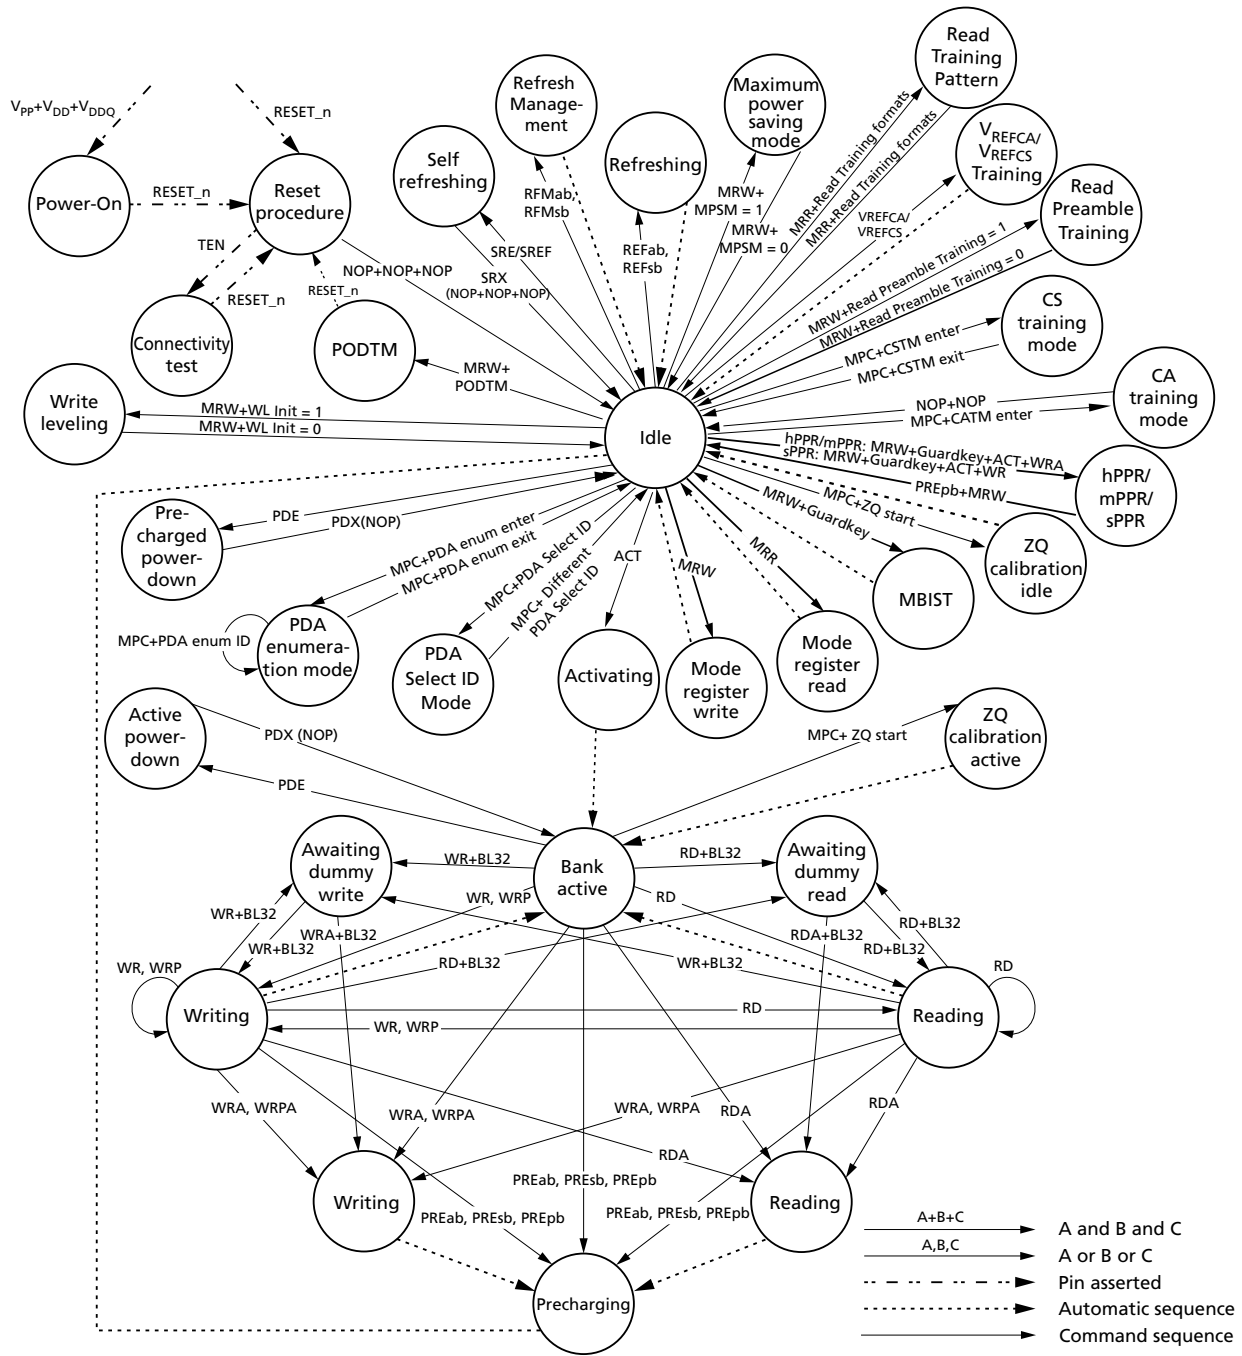 Read
Training
Pattern
Refresh
Manage-
ment
Maximum
power
saving
mode
V_PP+V_DD+V_DDQ
RESET_n
MRR+Read Training formats
MRR+Read Training formats
V_REFCA/
V_REFCS
Training
Self
refreshing
Refreshing
Power-On
RESET_n
Reset
procedure
Read
Preamble
Training
RFMab,
RFMsb
MRW+
MPSM = 1
MRW+
MPSM = 0
VREFCA/
VREFCS
TEN
SRE/SREF
REFab,
REFsb
MRW+Read Preamble Training = 1
MRW+Read Preamble Training = 0
NOP+NOP+NOP
SRX
(NOP+NOP+NOP)
RESET_n
RESET_n
CS
training
mode
Connectivity
test
PODTM
MPC+CSTM enter
MPC+CSTM exit
MRW+
PODTM
CA
training
mode
Write
leveling
MRW+WL Init = 1
MRW+WL Init = 0
NOP+NOP
MPC+CATM enter
Idle
hPPR/mPPR: MRW+Guardkey+ACT+WRA
sPPR: MRW+Guardkey+ACT+WR
PREpb+MRW
hPPR/
mPPR/
sPPR
Pre-
charged
power-
down
PDE
PDX(NOP)
MPC+ZQ start
MRW+Guardkey
ZQ
calibration
idle
MPC+PDA enum enter
MPC+PDA enum exit
MPC+PDA Select ID
MPC+ Different
PDA Select ID
ACT
MRW
MRR
MBIST
MPC+PDA enum ID
PDA
enumera-
tion mode
PDA
Select ID
Mode
Activating
Mode
register
write
Mode
register
read
Active
power-
down
PDX (NOP)
PDE
MPC+ ZQ start
ZQ
calibration
active
Awaiting
dummy
write
WR+BL32
Bank
active
RD+BL32
Awaiting
dummy
read
WR, WRP
RD
WR+BL32
WR+BL32
WRA+BL32
RDA+BL32
RD+BL32
RD+BL32
RD+BL32
WR+BL32
WR, WRP
RD
Writing
RD
WR, WRP
Reading
WRA, WRPA
WRA, WRPA
WRA, WRPA
RDA
RDA
RDA
PREab, PREsb, PREpb
Writing
Reading
PREab, PREsb, PREpb
PREab, PREsb, PREpb
Precharging
A+B+C
A and B and C
A,B,C
A or B or C
Pin asserted
Automatic sequence
Command sequence